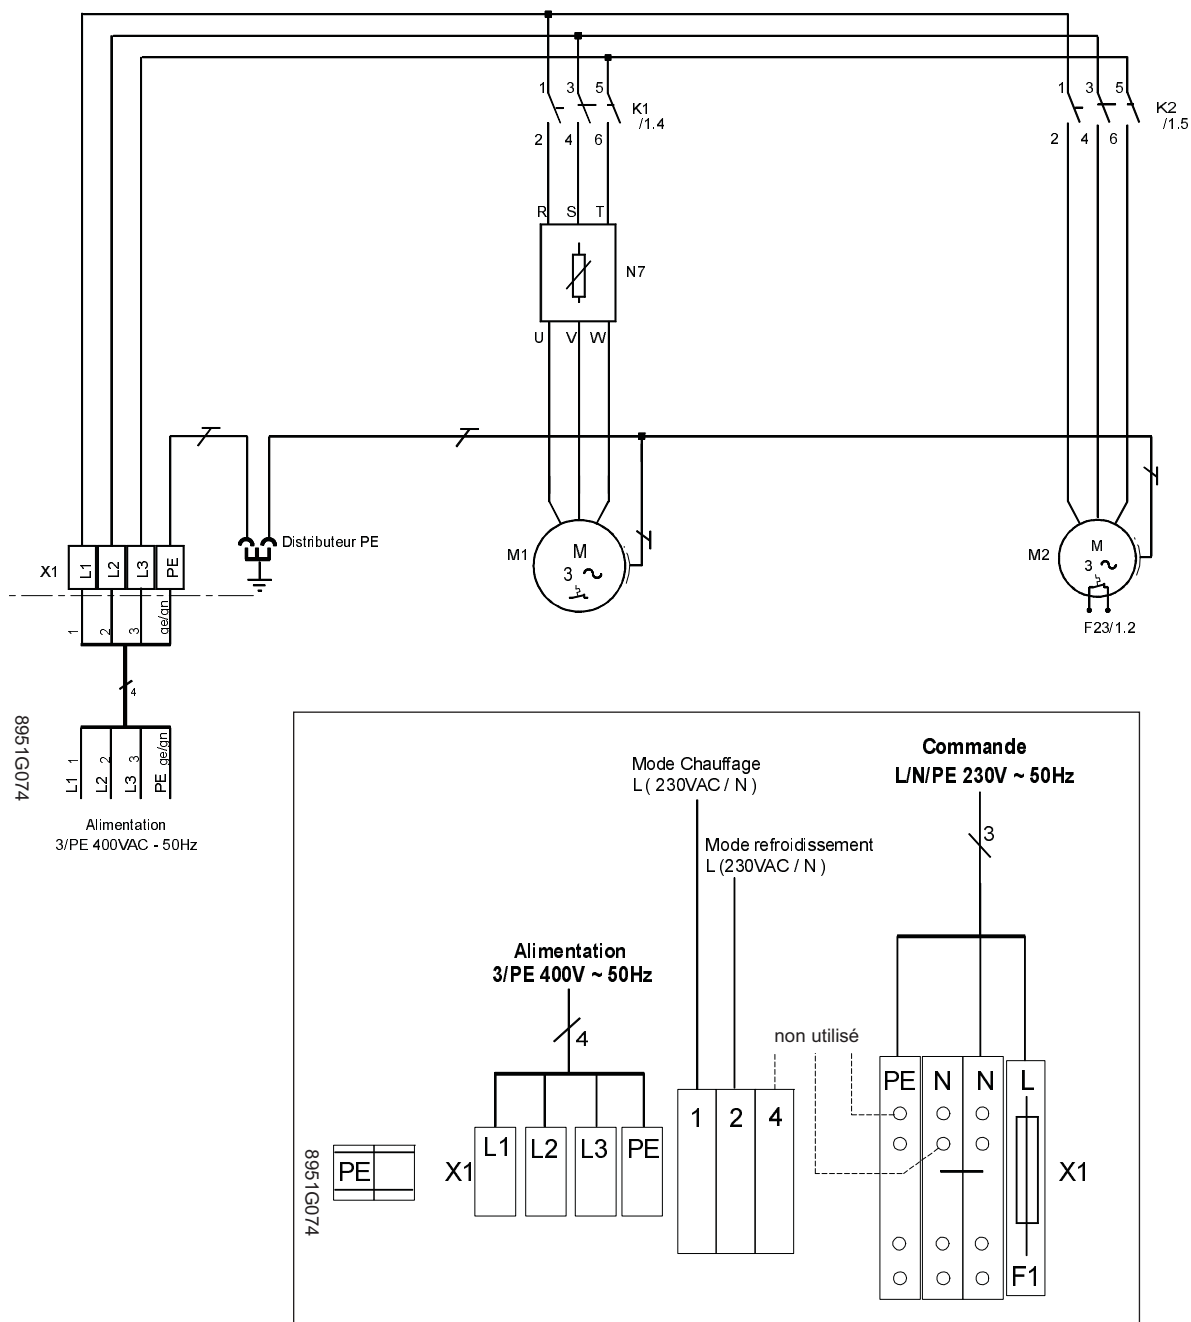 1 3 5
K1
/1.4
2 4 6
1 3 5
K2
/1.5
2 4 6
R S T
N7
U V W
Distributeur PE
X1 L1 L2 L3 PE
1 2 3 ge/gn
4
1 2 3 ge/gn
L1 L2 L3 PE
Alimentation
3/PE 400VAC - 50Hz
8951G074
M1
M
3 ~
M2
M
3 ~
F23/1.2
Mode Chauffage
L ( 230VAC / N )
Mode refroidissement
L (230VAC / N )
Commande
L/N/PE 230V ~ 50Hz
3
Alimentation
3/PE 400V ~ 50Hz
4
non utilisé
PE
8951G074
X1
L1 L2 L3 PE
1 2 4
PE N N L
X1
F1